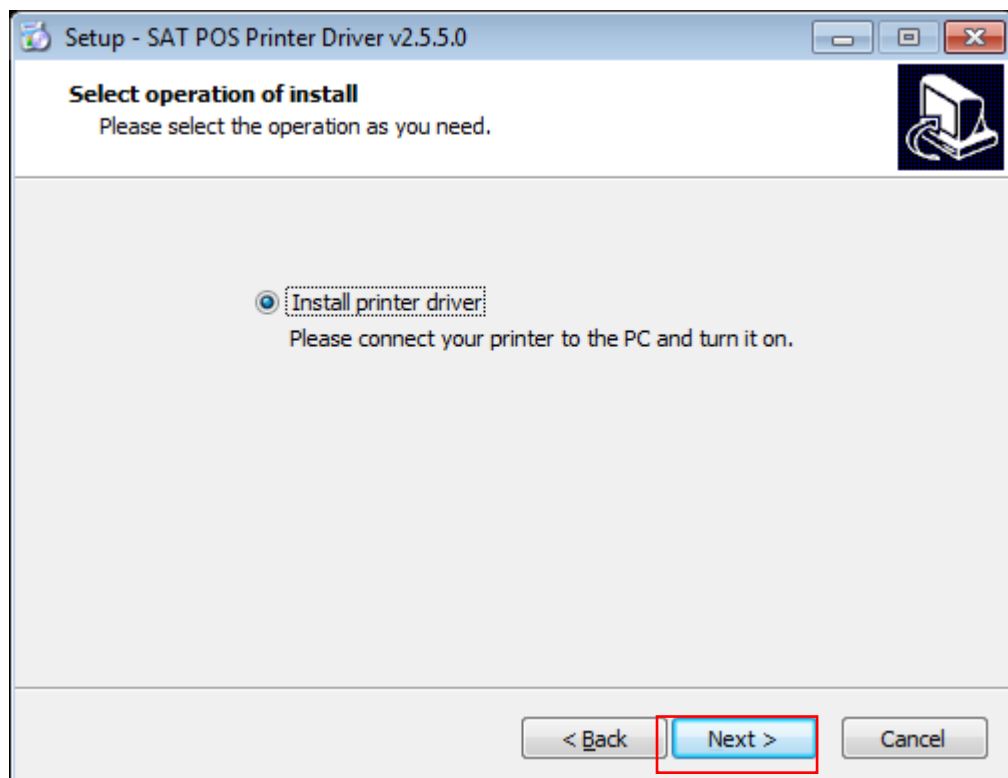 Setup - SAT POS Printer Driver v2.5.5.0
Select operation of install
Please select the operation as you need.
Install printer driver
Please connect your printer to the PC and turn it on.
< Back
Next >
Cancel